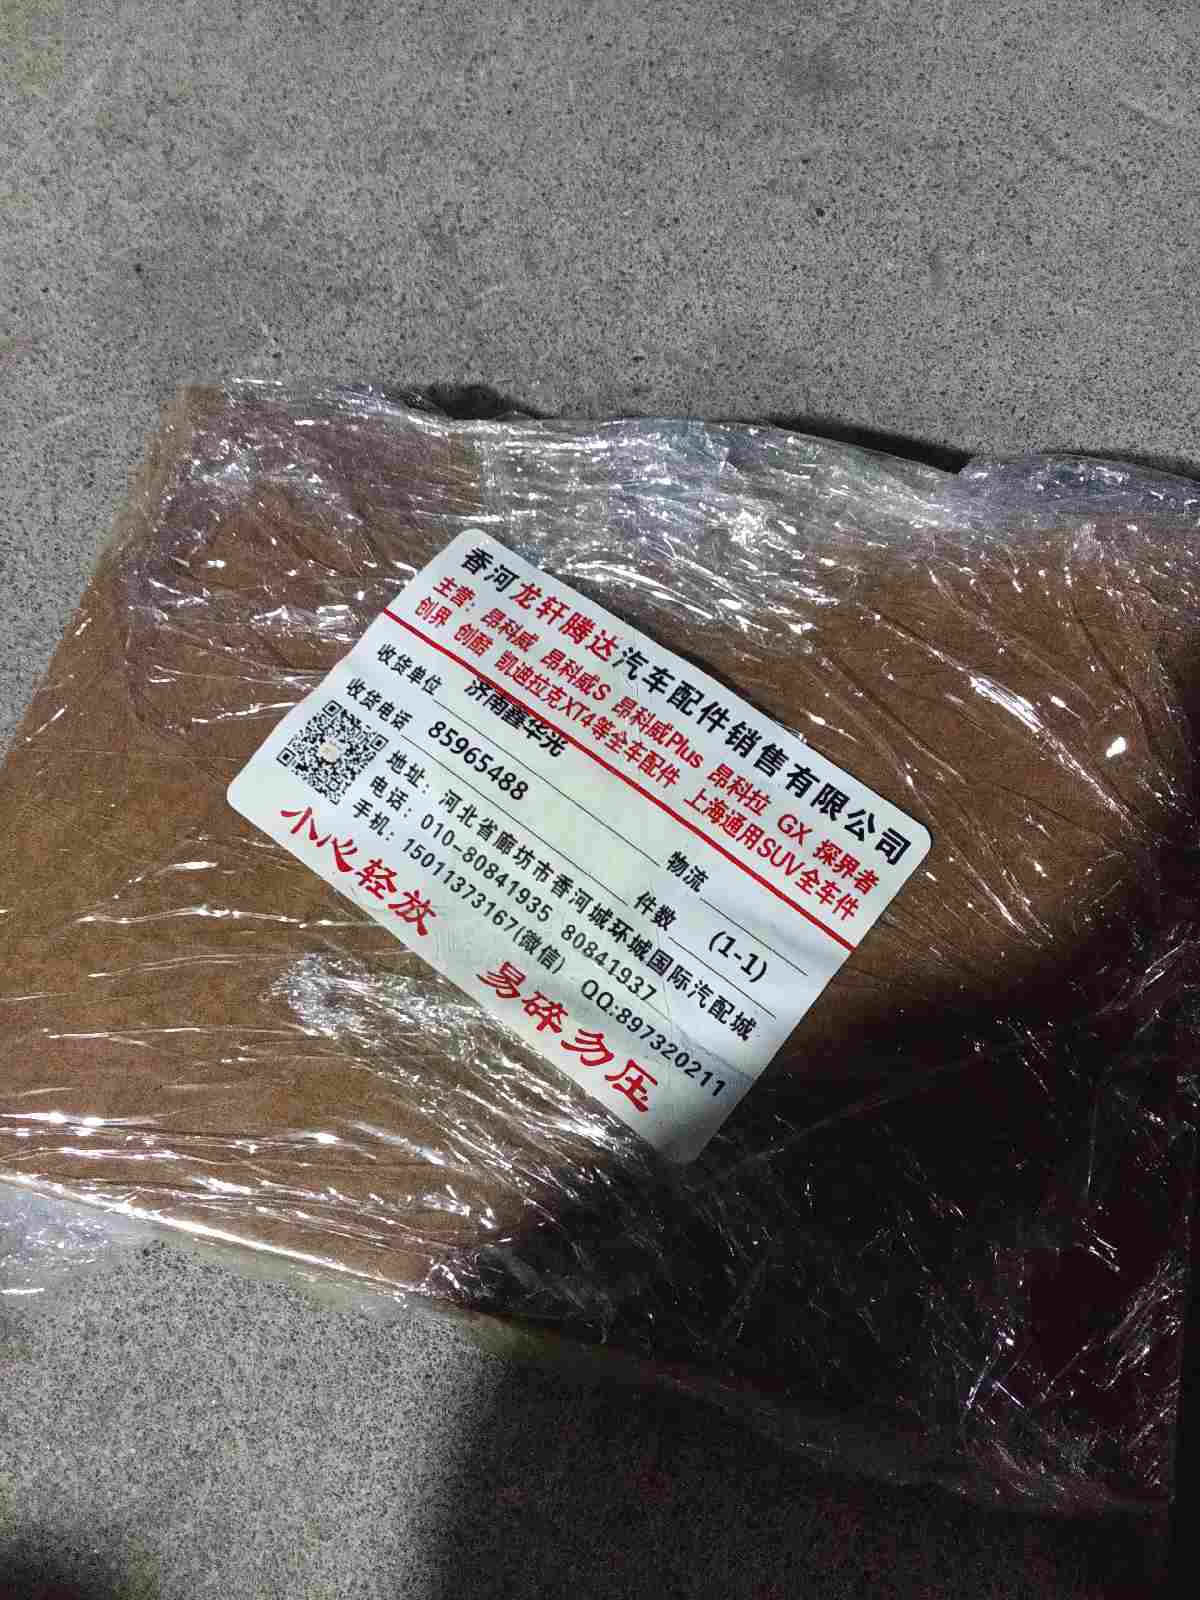 香河龙轩腾达汽车配件销售有限公司
主营：昂科威 昂科威S 昂科威Plus 昂科拉 GX 探界者
创界 创酷 凯迪拉克XT4等全车配件 上海通用SUV全车件
收货单位 济南鑫华光 物流
收货电话 85965488 件数 (1-1)
地址：河北省廊坊市香河城环城国际汽配城
电话：010-80841935 80841937
手机：15011373167(微信) QQ:897320211
小心轻放 易碎勿压